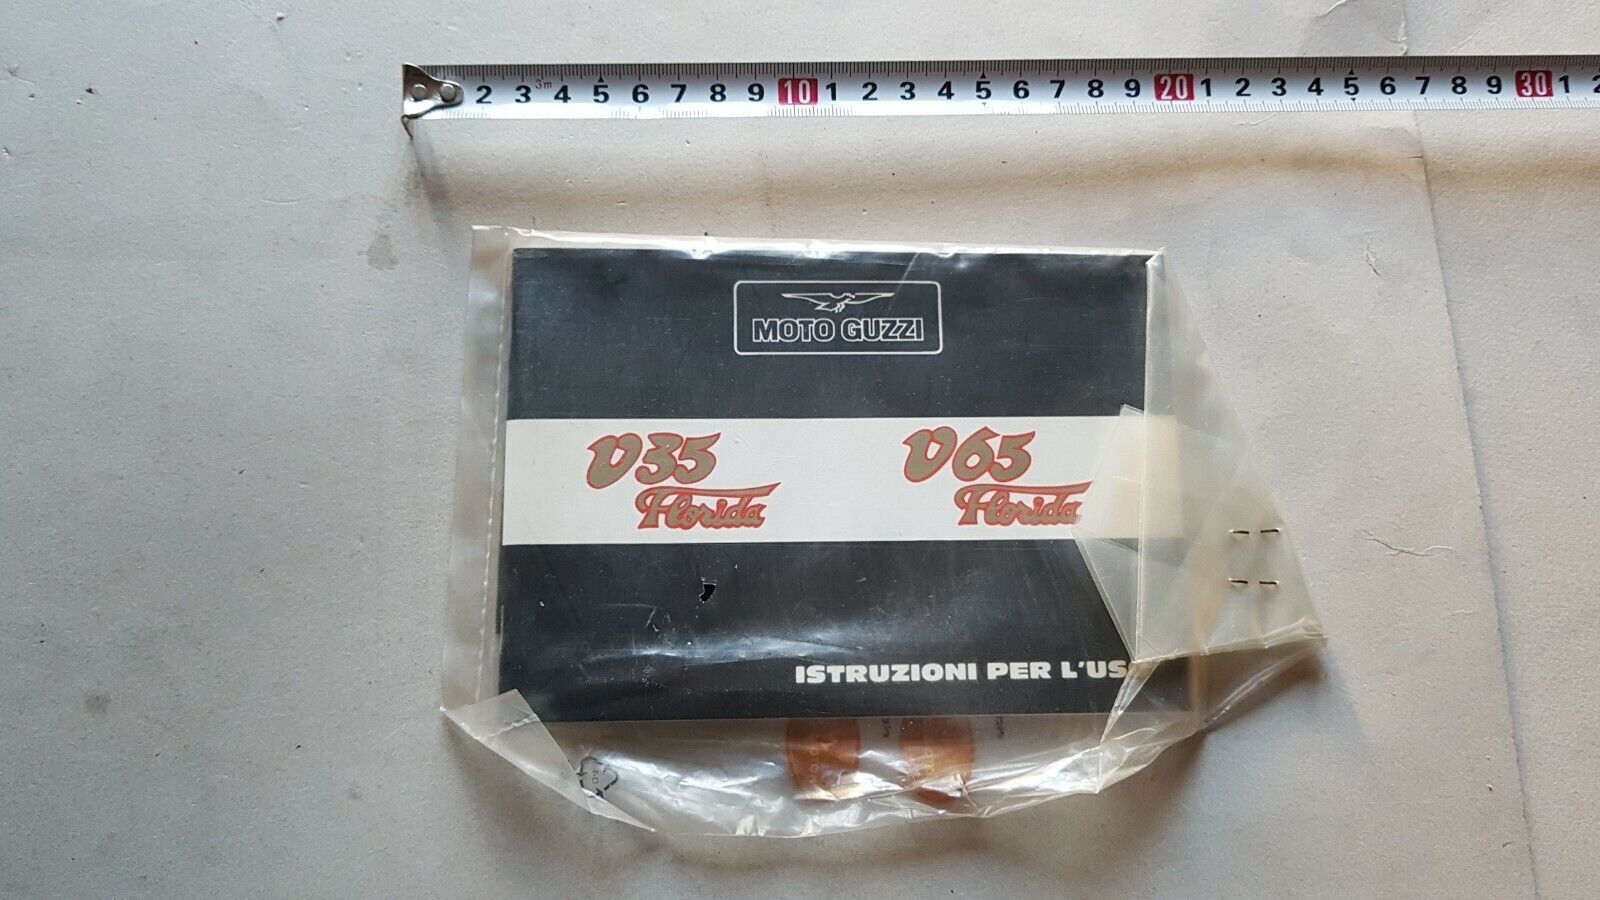 2 3 3m 4 5 6 7 8 9 10 1 2 3 4 5 6 7 8 9 20 1 2 3 4 5 6 7 8 9 30 1 2
MOTO GUZZI
V35 V65
Florida Florida
ISTRUZIONI PER L'US
04